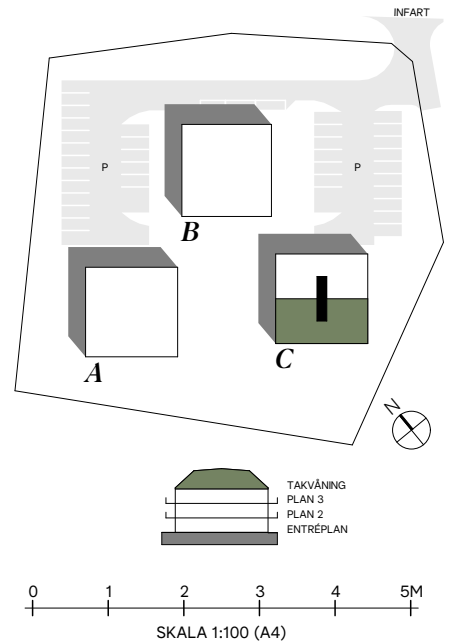 INFART
P
P
B
A
C
N
TAKVÅNING
PLAN 3
PLAN 2
ENTRÉPLAN
0 1 2 3 4 5M
SKALA 1:100 (A4)